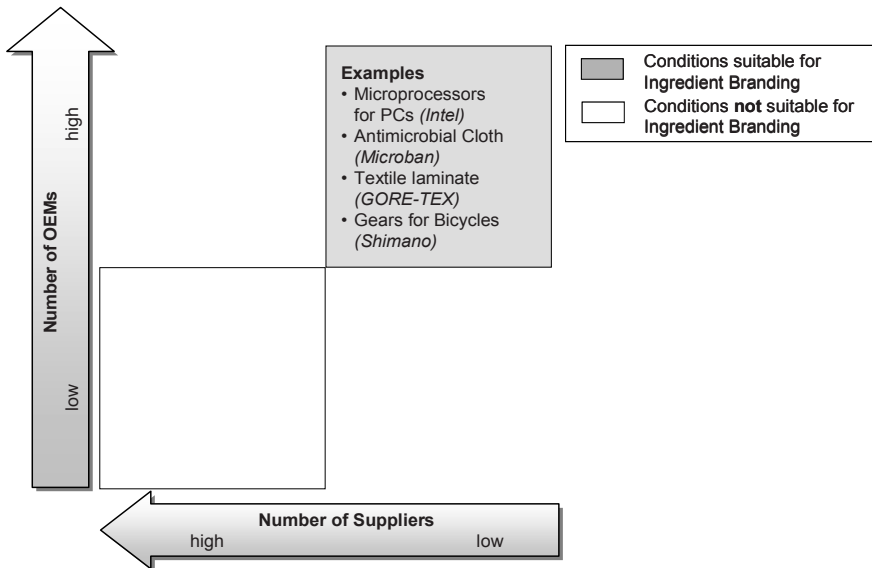 Examples
• Microprocessors
for PCs (Intel)
• Antimicrobial Cloth
(Microban)
• Textile laminate
(GORE-TEX)
• Gears for Bicycles
(Shimano)
Conditions suitable for
Ingredient Branding
Conditions not suitable for
Ingredient Branding
Number of OEMs
high
low
Number of Suppliers
high low